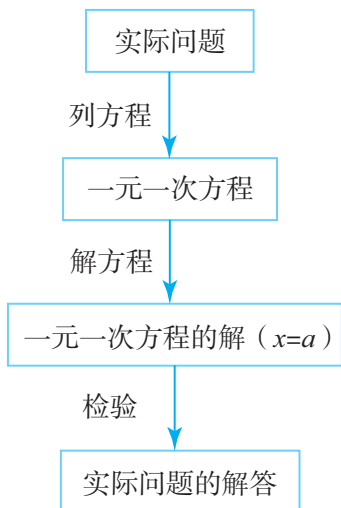 实际问题
列方程
一元一次方程
解方程
一元一次方程的解（x=a）
检验
实际问题的解答